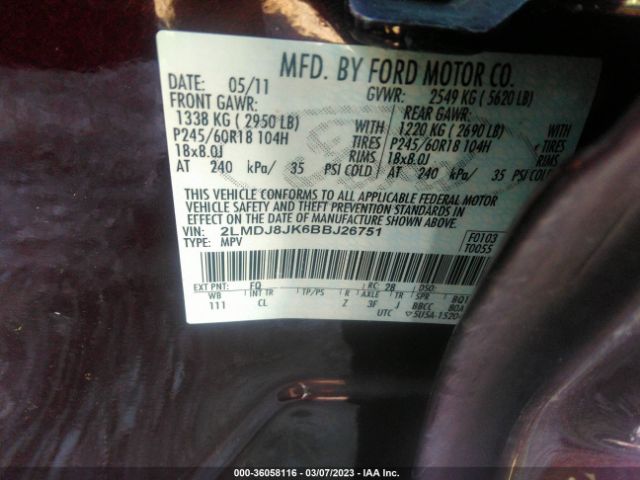 MFD. BY FORD MOTOR CO.
DATE: 05/11 GVWR: 2549 KG ( 5620 LB)
FRONT GAWR: REAR GAWR:
1338 KG ( 2950 LB) WITH 1220 KG ( 2690 LB) WITH
P245/60R18 104H TIRES P245/60R18 104H TIRES
18x8.0J RIMS 18x8.0J RIMS
AT 240 kPa/ 35 PSI COLD AT 240 kPa/ 35 PSI COLD
THIS VEHICLE CONFORMS TO ALL APPLICABLE FEDERAL MOTOR
VEHICLE SAFETY AND THEFT PREVENTION STANDARDS IN
EFFECT ON THE DATE OF MANUFACTURE SHOWN ABOVE.
VIN: 2LMDJ8JK6BBJ26751 F0103
TYPE: MPV T0055
EXT PNT: FQ RC: 28 DSO:
WB INT TR TP/PS R AXLE TR SPR
111 CL Z 3F J BBCC
UTC
000-36058116 — 03/07/2023 — IAA Inc.